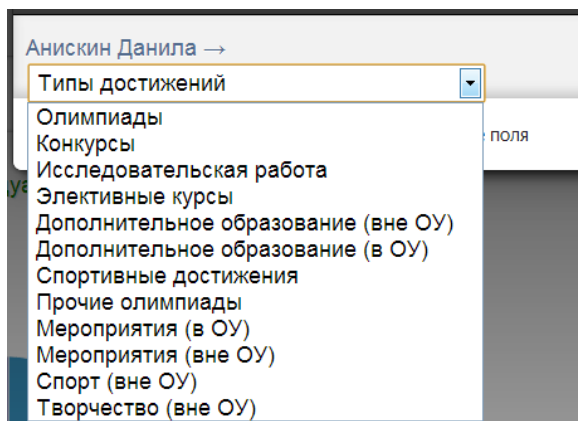 Анискин Данила →
Типы достижений
Олимпиады
Конкурсы
поля
Исследовательская работа
Элективные курсы
Дополнительное образование (вне ОУ)
Дополнительное образование (в ОУ)
Спортивные достижения
Прочие олимпиады
Мероприятия (в ОУ)
Мероприятия (вне ОУ)
Спорт (вне ОУ)
Творчество (вне ОУ)